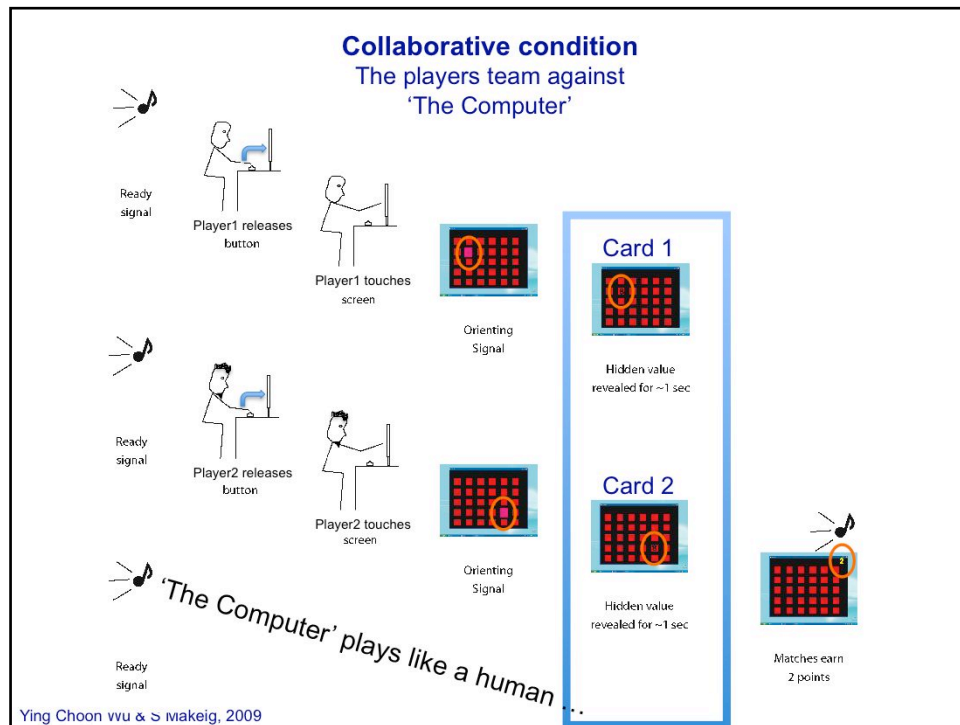 Collaborative condition
The players team against
'The Computer'
Ready
signal
Player1 releases
button
Player1 touches
screen
Orienting
Signal
Card 1
Hidden value
revealed for ~1 sec
Ready
signal
Player2 releases
button
Player2 touches
screen
Orienting
Signal
Card 2
Hidden value
revealed for ~1 sec
2
Matches earn
2 points
'The Computer' plays like a human ...
Ready
signal
Ying Choon Wu & S Makeig, 2009